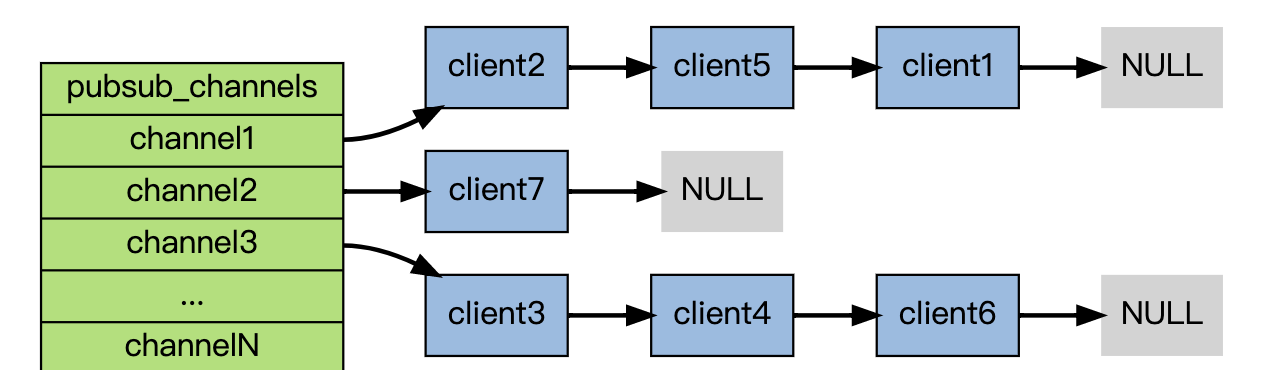 pubsub_channels
channel1
channel2
channel3
...
channelN
client2 client5 client1 NULL
client7 NULL
client3 client4 client6 NULL